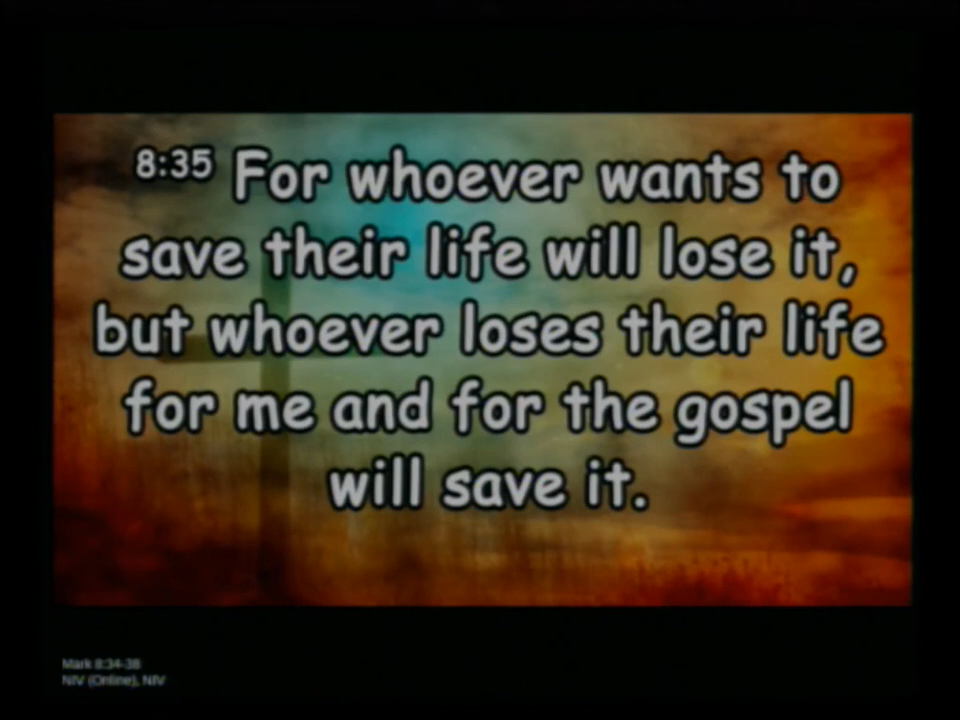 8:35 For whoever wants to
save their life will lose it,
but whoever loses their life
for me and for the gospel
will save it.
Mark 8:34-38
NIV (Online), NIV